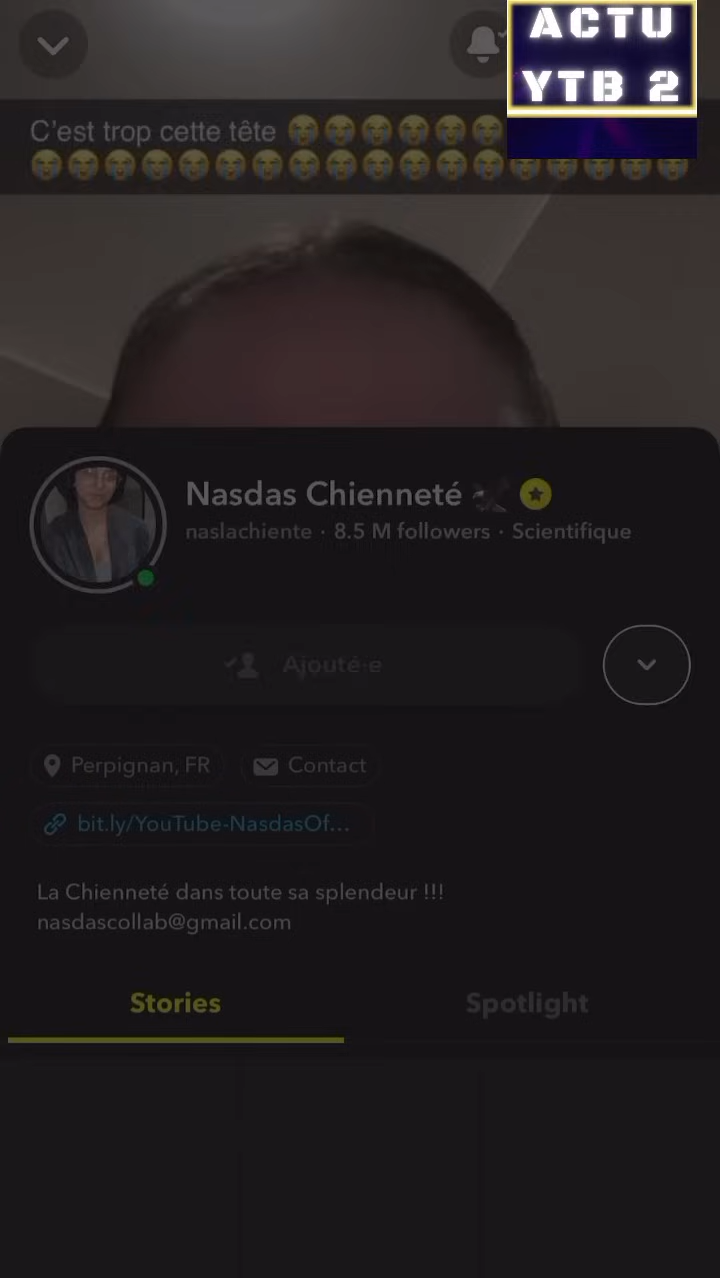 ACTU
YTB 2
C'est trop cette tête 😭😭😭😭😭😭
😭😭😭😭😭😭😭😭😭😭😭😭😭😭😭😭😭😭
Nasdas Chienneté
naslachiente · 8.5 M followers · Scientifique
Ajouté·e
Perpignan, FR
Contact
bit.ly/YouTube-NasdasOf...
La Chienneté dans toute sa splendeur !!!
nasdascollab@gmail.com
Stories
Spotlight